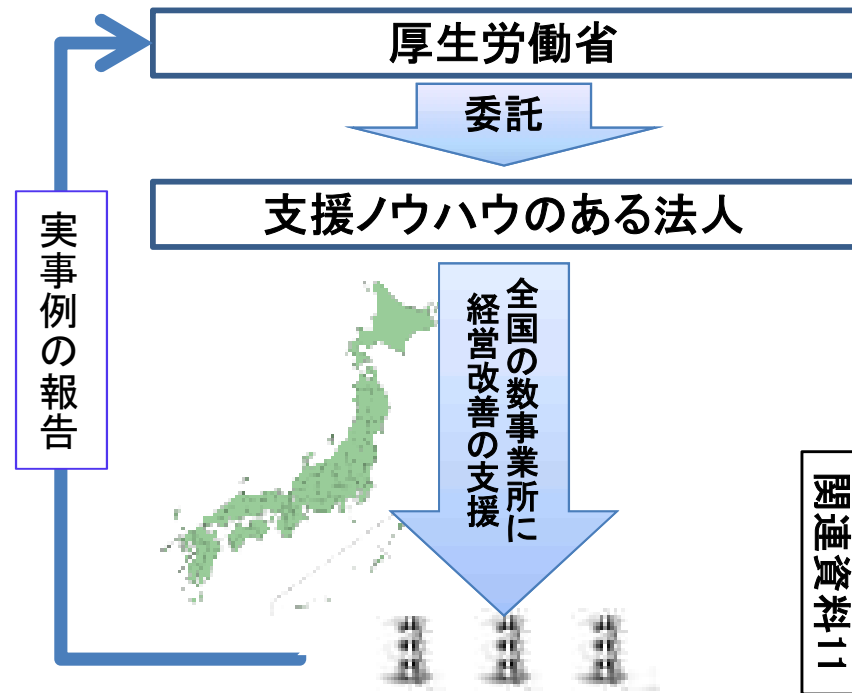 厚生労働省
委託
支援ノウハウのある法人
全国の数事業所に
経営改善の支援
実事例の報告
関連資料11